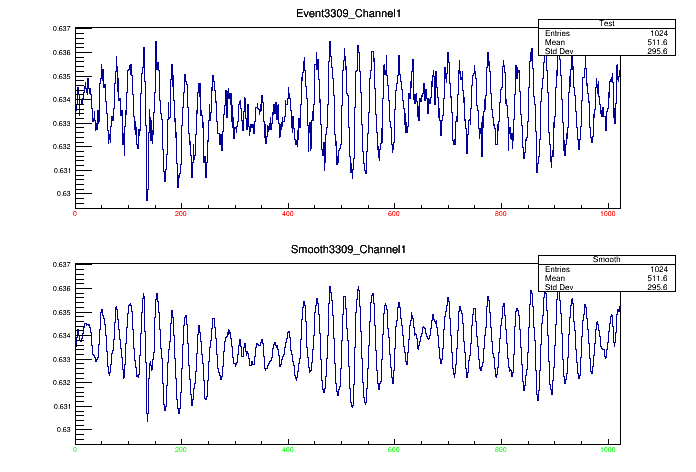 Event3309_Channel1
Test
Entries 1024
Mean 511.6
Std Dev 295.6
0.637
0.636
0.635
0.634
0.633
0.632
0.631
0.63
0 200 400 600 800 1000
Smooth3309_Channel1
Smooth
Entries 1024
Mean 511.6
Std Dev 295.6
0.637
0.636
0.635
0.634
0.633
0.632
0.631
0.63
0 200 400 600 800 1000